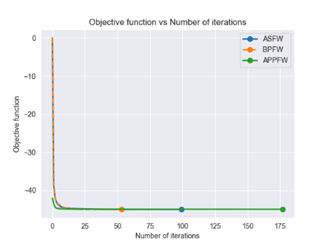 Objective function vs Number of iterations
ASFW
BPFW
APPFW
Objective function
0
−10
−20
−30
−40
0 25 50 75 100 125 150 175
Number of iterations